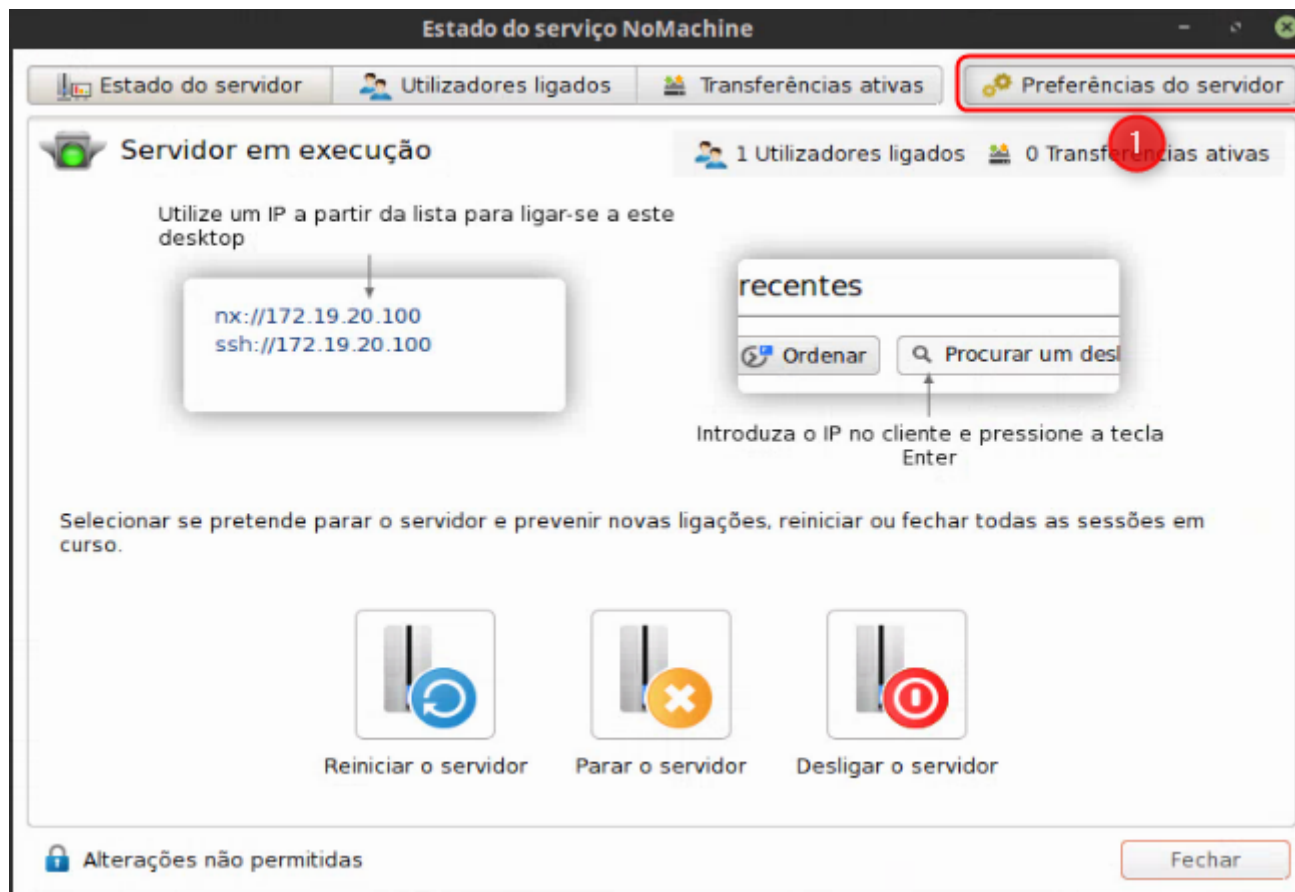 Estado do serviço NoMachine
Estado do servidor
Utilizadores ligados
Transferências ativas
Preferências do servidor
1
Servidor em execução
1 Utilizadores ligados
0 Transferências ativas
Utilize um IP a partir da lista para ligar-se a este
desktop
nx://172.19.20.100
ssh://172.19.20.100
recentes
Ordenar
Procurar um desk
Introduza o IP no cliente e pressione a tecla
Enter
Selecionar se pretende parar o servidor e prevenir novas ligações, reiniciar ou fechar todas as sessões em
curso.
Reiniciar o servidor
Parar o servidor
Desligar o servidor
Alterações não permitidas
Fechar